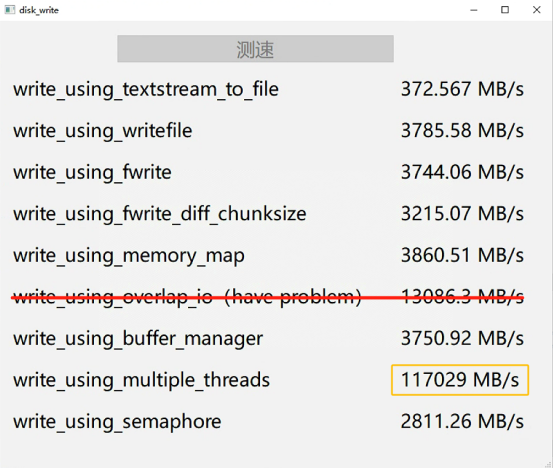 disk_write
测速
write_using_textstream_to_file 372.567 MB/s
write_using_writefile 3785.58 MB/s
write_using_fwrite 3744.06 MB/s
write_using_fwrite_diff_chunksize 3215.07 MB/s
write_using_memory_map 3860.51 MB/s
write_using_overlap_io（have problem） 13086.3 MB/s
write_using_buffer_manager 3750.92 MB/s
write_using_multiple_threads 117029 MB/s
write_using_semaphore 2811.26 MB/s